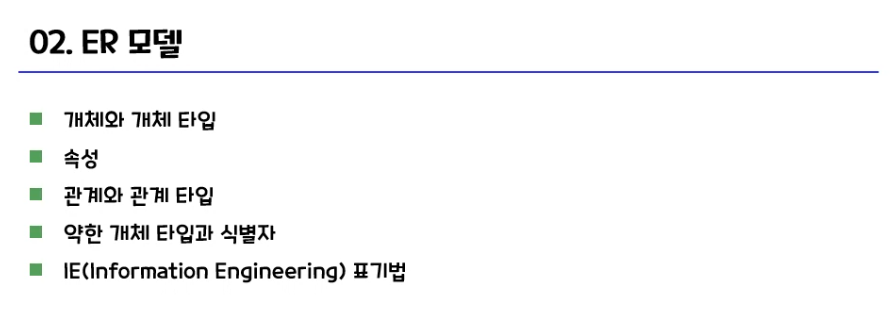 02. ER 모델
개체와 개체 타입
속성
관계와 관계 타입
약한 개체 타입과 식별자
IE(Information Engineering) 표기법